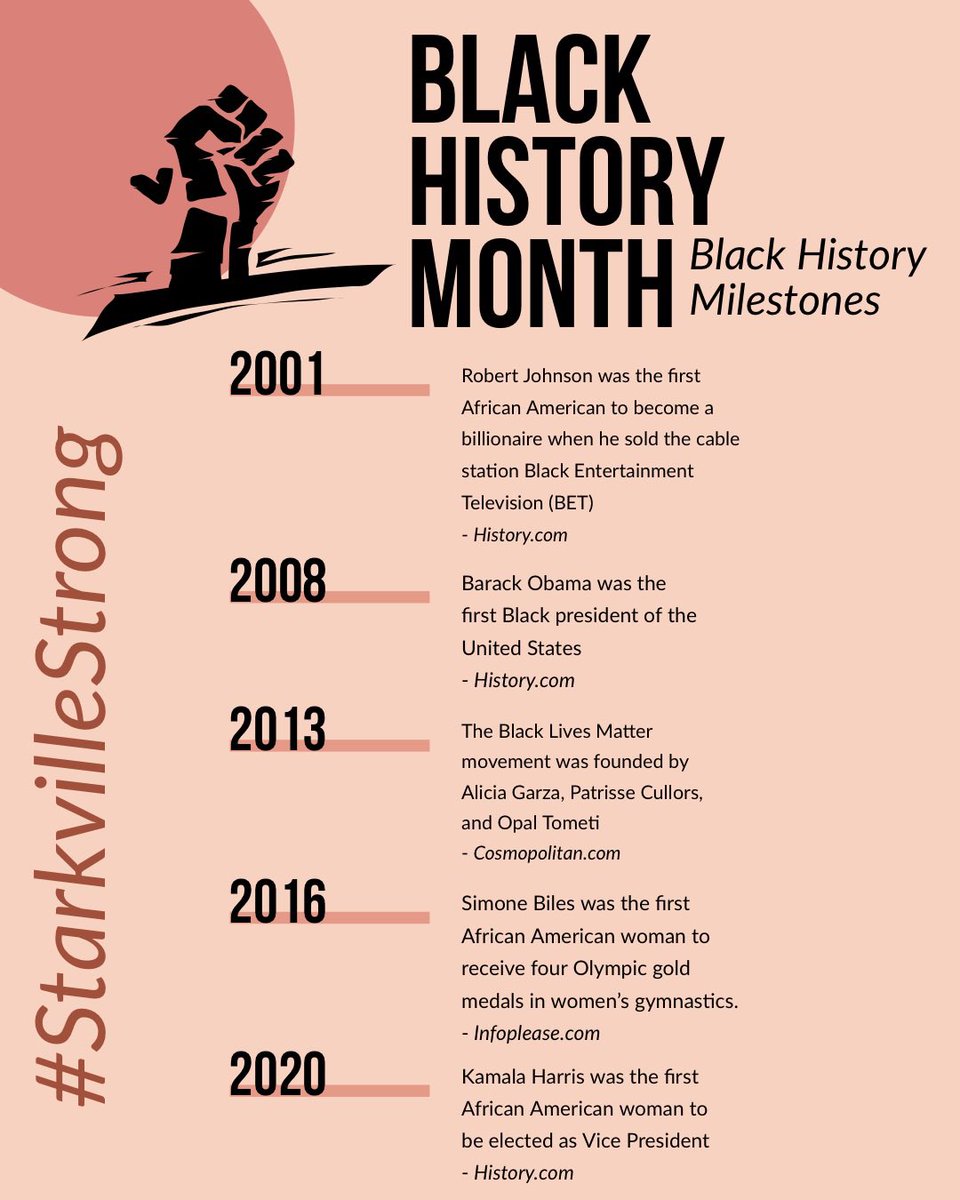 BLACK
HISTORY
MONTH
Black History
Milestones
#StarkvilleStrong
2001
Robert Johnson was the first
African American to become a
billionaire when he sold the cable
station Black Entertainment
Television (BET)
- History.com
2008
Barack Obama was the
first Black president of the
United States
- History.com
2013
The Black Lives Matter
movement was founded by
Alicia Garza, Patrisse Cullors,
and Opal Tometi
- Cosmopolitan.com
2016
Simone Biles was the first
African American woman to
receive four Olympic gold
medals in women's gymnastics.
- Infoplease.com
2020
Kamala Harris was the first
African American woman to
be elected as Vice President
- History.com